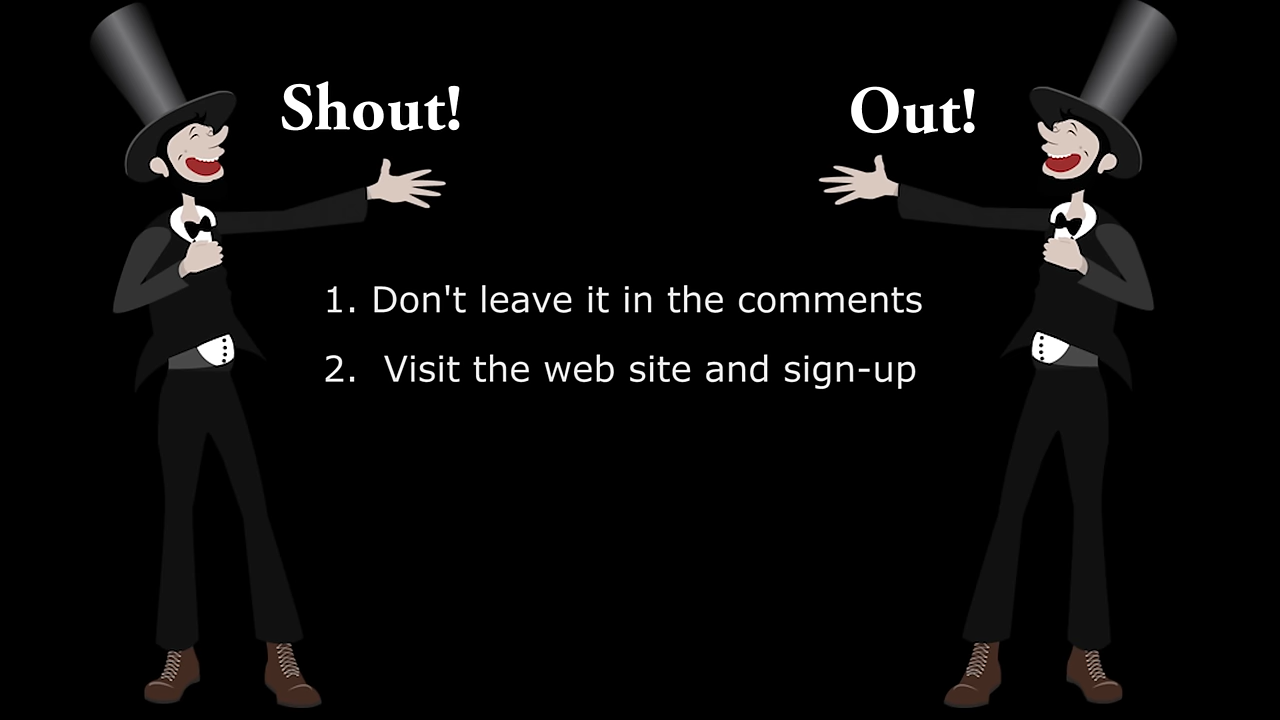 Shout! Out!
1. Don't leave it in the comments
2. Visit the web site and sign-up